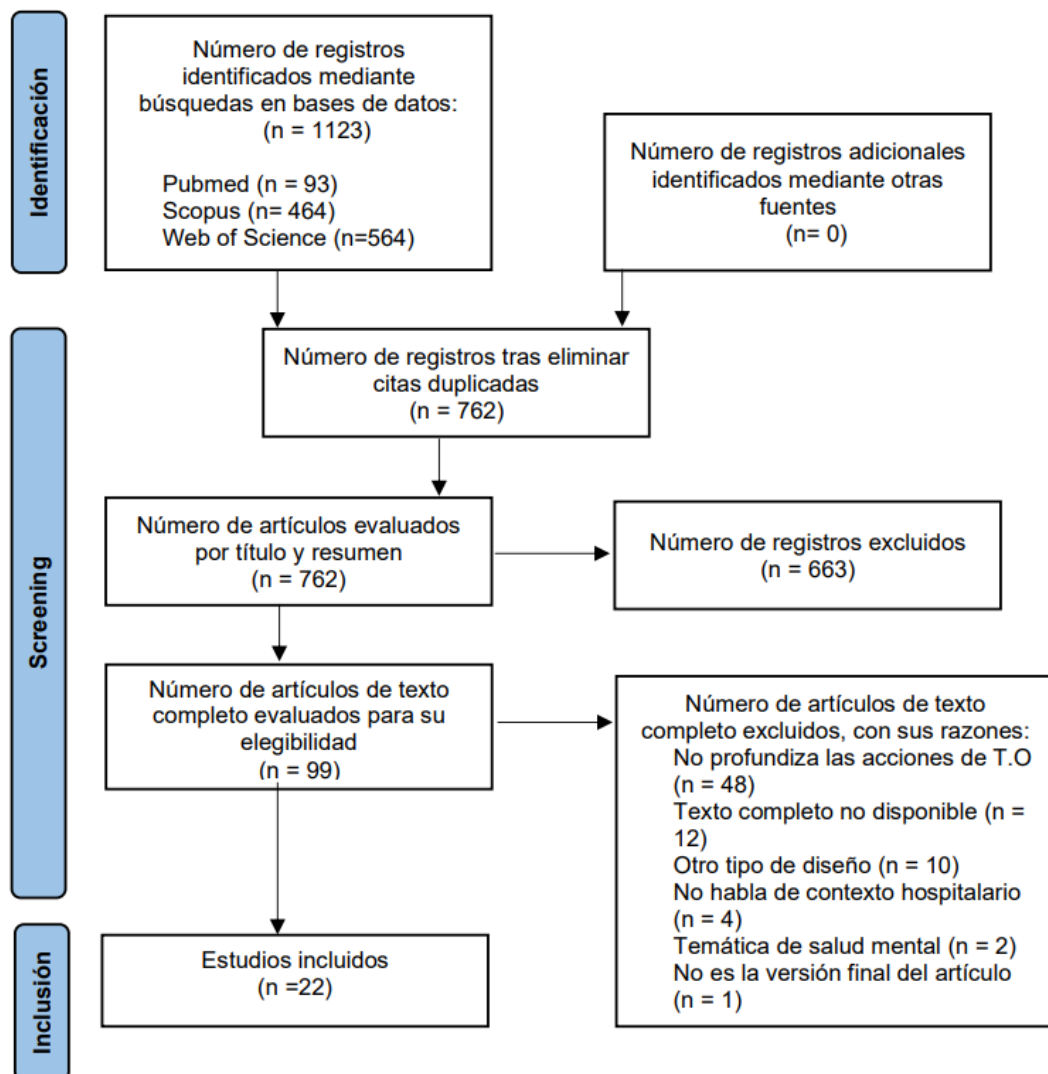 Identificación
Número de registros
identificados mediante
búsquedas en bases de datos:
(n = 1123)
Pubmed (n = 93)
Scopus (n= 464)
Web of Science (n=564)
Número de registros adicionales
identificados mediante otras
fuentes
(n= 0)
Screening
Número de registros tras eliminar
citas duplicadas
(n = 762)
Número de artículos evaluados
por título y resumen
(n = 762)
Número de registros excluidos
(n = 663)
Número de artículos de texto
completo evaluados para su
elegibilidad
(n = 99)
Número de artículos de texto
completo excluidos, con sus razones:
No profundiza las acciones de T.O
(n = 48)
Texto completo no disponible (n =
12)
Otro tipo de diseño (n = 10)
No habla de contexto hospitalario
(n = 4)
Temática de salud mental (n = 2)
No es la versión final del artículo
(n = 1)
Inclusión
Estudios incluidos
(n =22)